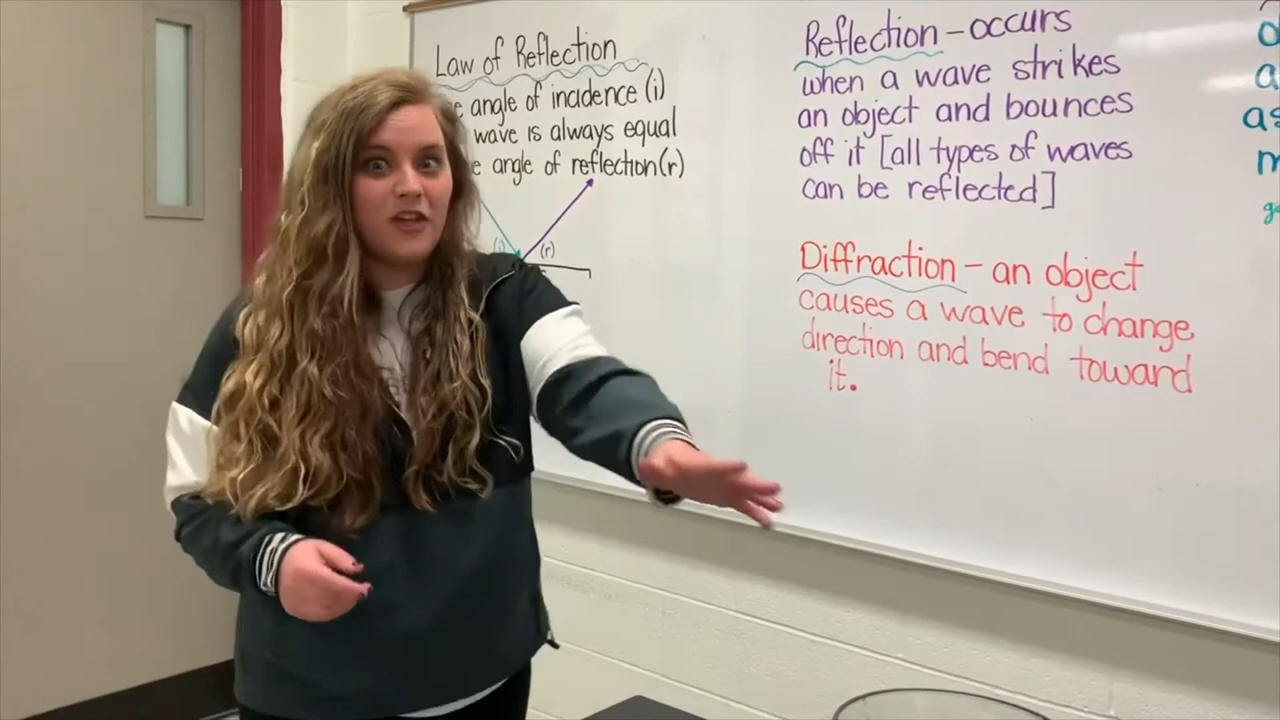 Law of Reflection
angle of incidence (i)
wave is always equal
angle of reflection (r)
(i)
(r)
Reflection - occurs
when a wave strikes
an object and bounces
off it [all types of waves
can be reflected]
Diffraction - an object
causes a wave to change
direction and bend toward
it.